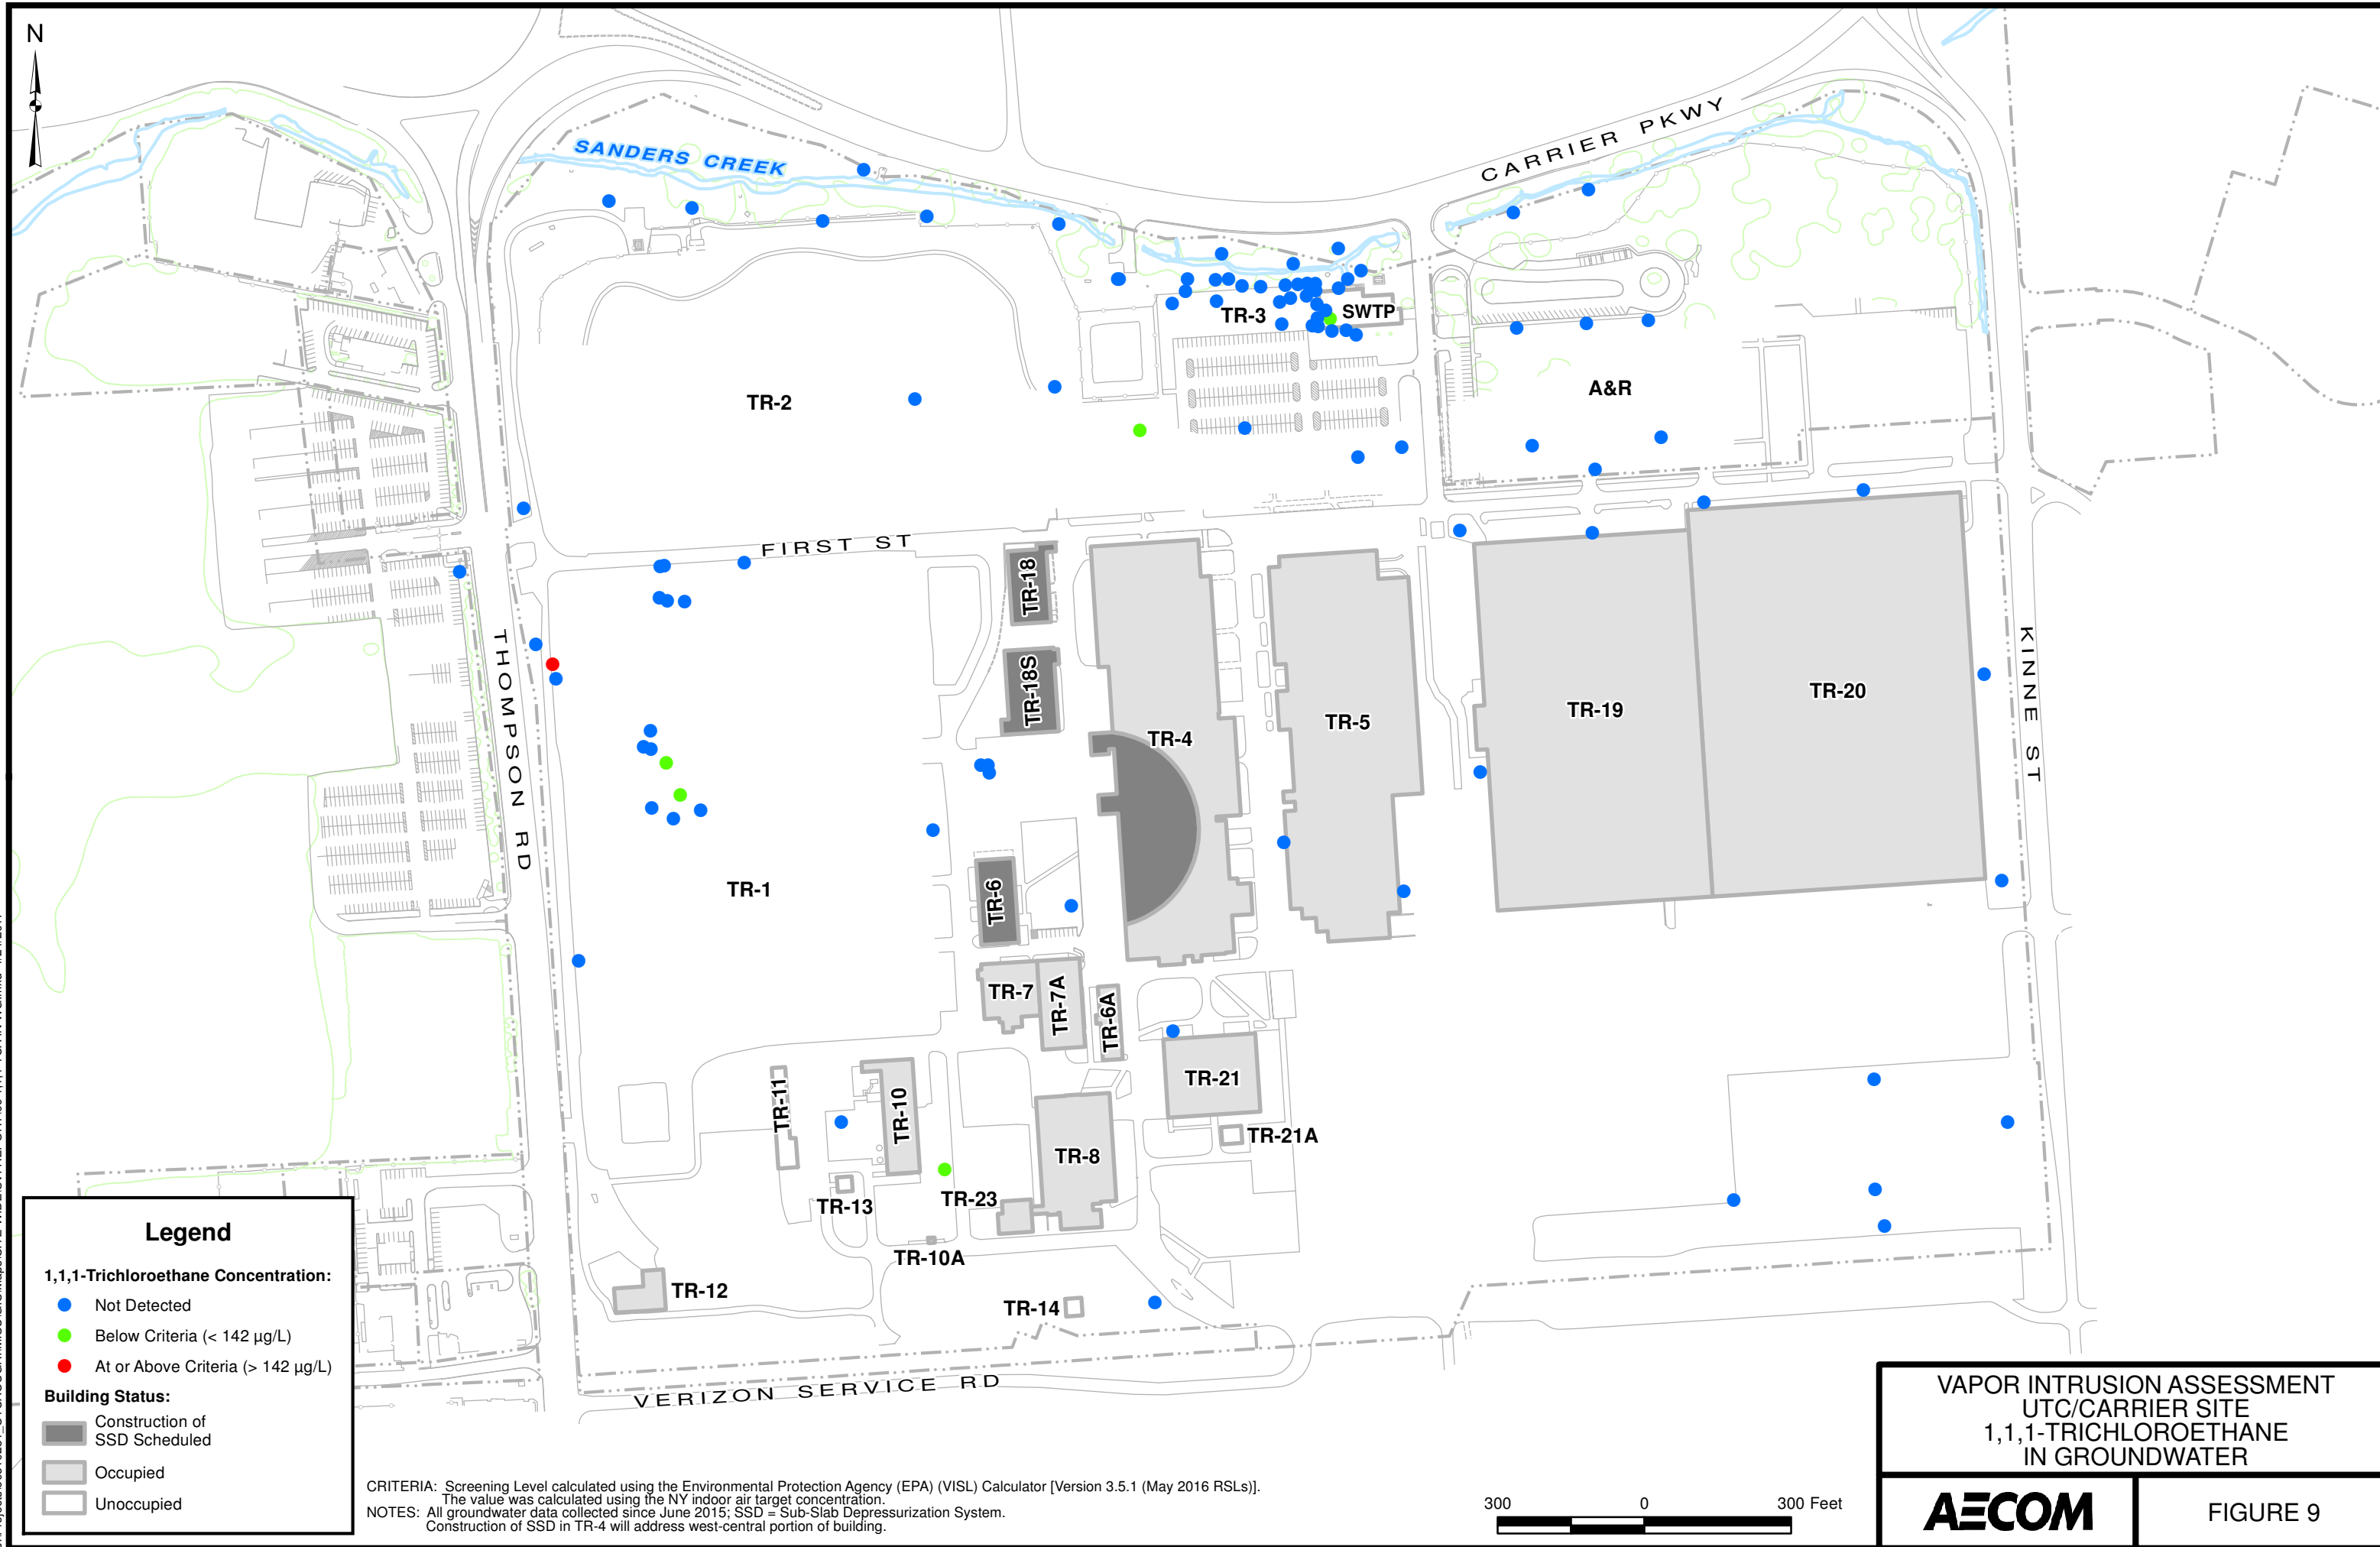 N
SANDERS CREEK
CARRIER PKWY
TR-3
SWTP
TR-2
A&R
FIRST ST
TR-18
THOMPSON RD
KINNE ST
TR-18S
TR-4
TR-5
TR-19
TR-20
TR-1
TR-6
TR-7
TR-7A
TR-6A
TR-11
TR-10
TR-21
TR-21A
TR-8
TR-13
TR-23
TR-10A
TR-12
TR-14
VERIZON SERVICE RD
Legend
1,1,1-Trichloroethane Concentration:
Not Detected
Below Criteria (< 142 µg/L)
At or Above Criteria (> 142 µg/L)
Building Status:
Construction of
SSD Scheduled
Occupied
Unoccupied
CRITERIA: Screening Level calculated using the Environmental Protection Agency (EPA) (VISL) Calculator [Version 3.5.1 (May 2016 RSLs)].
The value was calculated using the NY indoor air target concentration.
NOTES: All groundwater data collected since June 2015; SSD = Sub-Slab Depressurization System.
Construction of SSD in TR-4 will address west-central portion of building.
300 0 300 Feet
VAPOR INTRUSION ASSESSMENT
UTC/CARRIER SITE
1,1,1-TRICHLOROETHANE
IN GROUNDWATER
AECOM
FIGURE 9